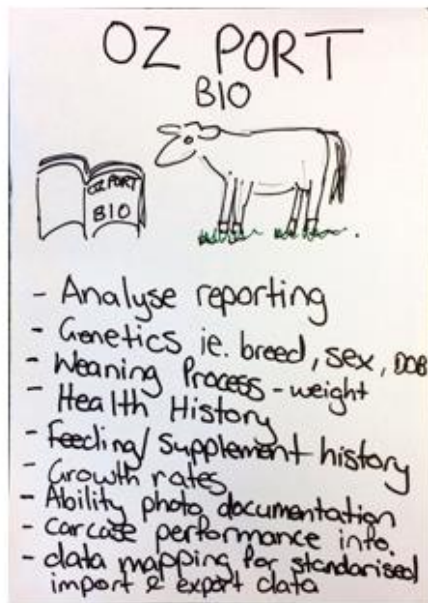 OZ PORT
BIO
OZ PORT
BIO
- Analyse reporting
- Genetics ie. breed, sex, DOB
- Weaning Process - weight
- Health History
- Feeding/Supplement history
- Growth rates
- Ability photo documentation
- carcase performance info.
- data mapping for standarised
import & export data